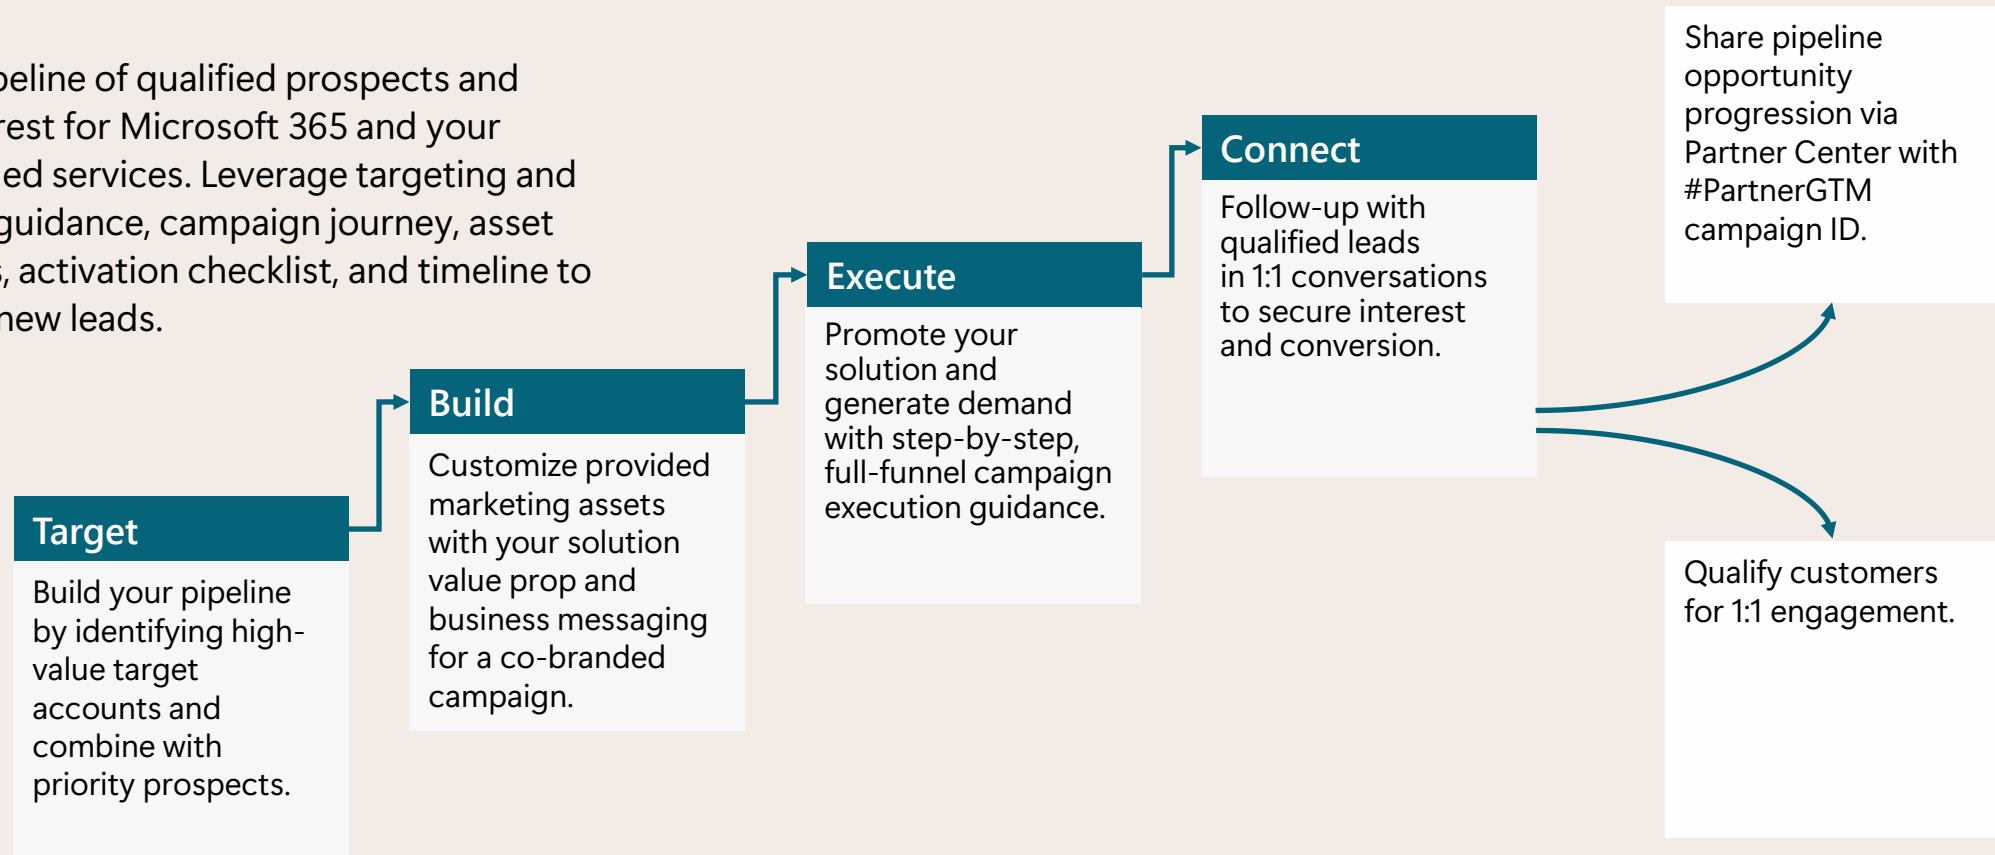 peline of qualified prospects and
rest for Microsoft 365 and your
ed services. Leverage targeting and
guidance, campaign journey, asset
, activation checklist, and timeline to
new leads.
Target
Build your pipeline
by identifying high-
value target
accounts and
combine with
priority prospects.
Build
Customize provided
marketing assets
with your solution
value prop and
business messaging
for a co-branded
campaign.
Execute
Promote your
solution and
generate demand
with step-by-step,
full-funnel campaign
execution guidance.
Connect
Follow-up with
qualified leads
in 1:1 conversations
to secure interest
and conversion.
Share pipeline
opportunity
progression via
Partner Center with
#PartnerGTM
campaign ID.
Qualify customers
for 1:1 engagement.